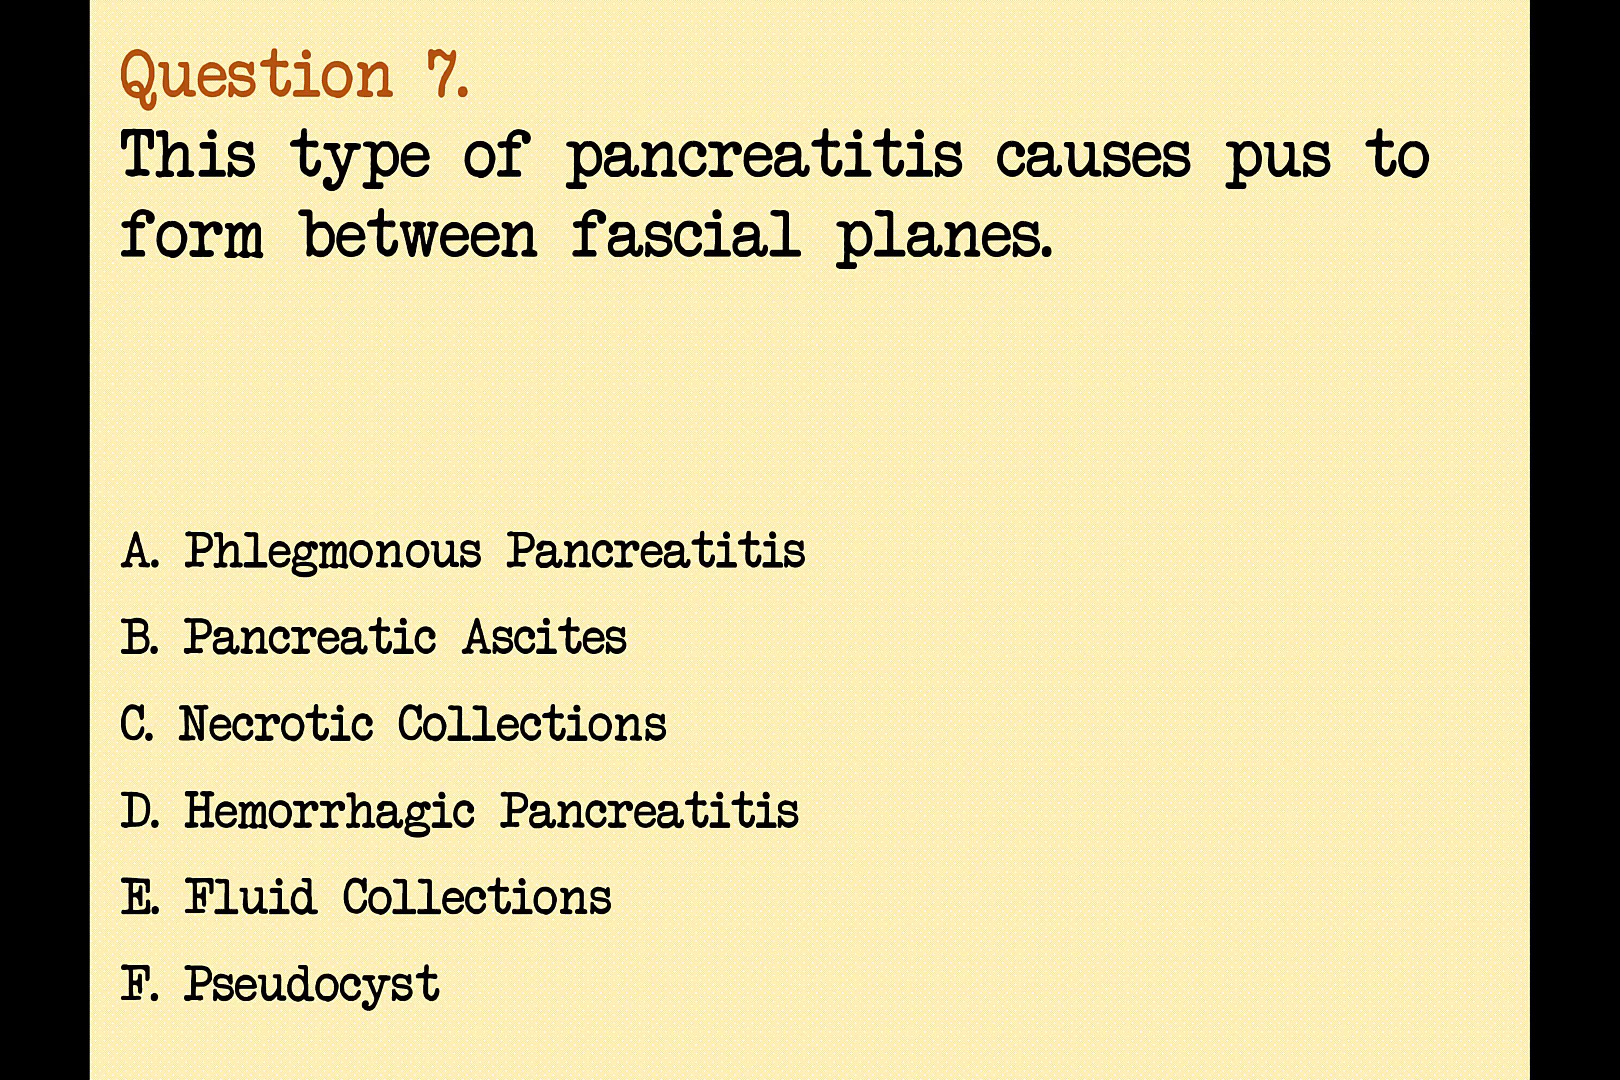 Question 7.
This type of pancreatitis causes pus to
form between fascial planes.
A. Phlegmonous Pancreatitis
B. Pancreatic Ascites
C. Necrotic Collections
D. Hemorrhagic Pancreatitis
E. Fluid Collections
F. Pseudocyst